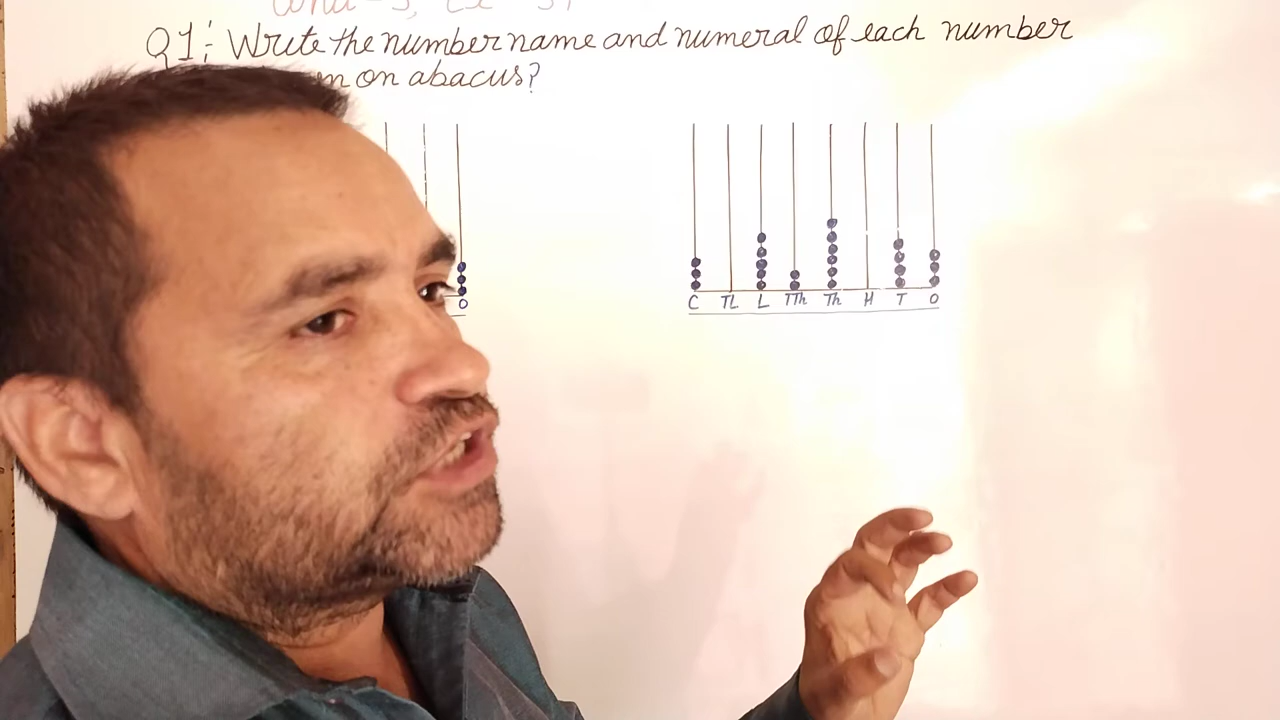 Q1:- Write the number name and numeral of each number
on abacus?
O
C TL L TTh Th H T O